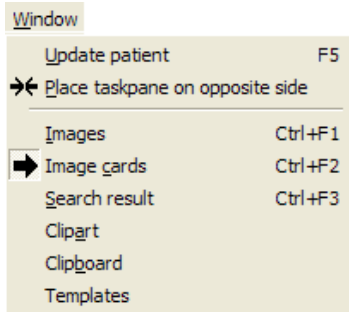 Window
Update patient F5
Place taskpane on opposite side
Images Ctrl+F1
Image cards Ctrl+F2
Search result Ctrl+F3
Clipart
Clipboard
Templates